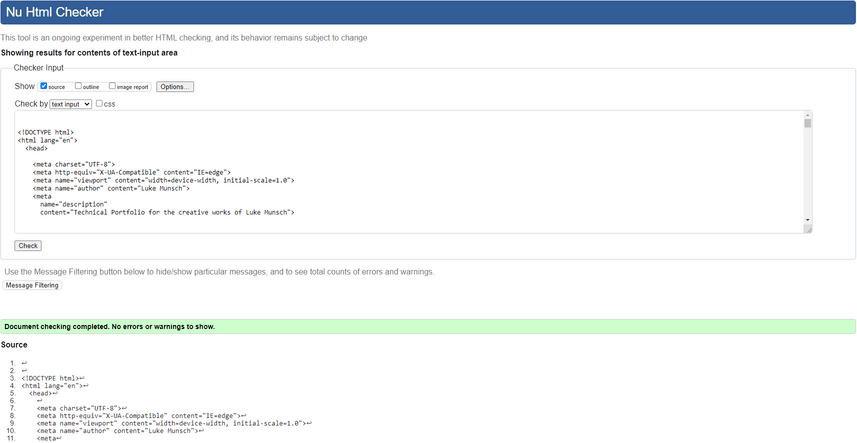 Nu Html Checker
This tool is an ongoing experiment in better HTML checking, and its behavior remains subject to change
Showing results for contents of text-input area
Checker Input
Show source outline image report Options...
Check by text input css
<!DOCTYPE html>
<html lang="en">
<head>
<meta charset="UTF-8">
<meta http-equiv="X-UA-Compatible" content="IE=edge">
<meta name="viewport" content="width=device-width, initial-scale=1.0">
<meta name="author" content="Luke Munsch">
<meta
name="description"
content="Technical Portfolio for the creative works of Luke Munsch">
Check
Use the Message Filtering button below to hide/show particular messages, and to see total counts of errors and warnings.
Message Filtering
Document checking completed. No errors or warnings to show.
Source
1. ↩
2. ↩
3. <!DOCTYPE html>↩
4. <html lang="en">↩
5. <head>↩
6. ↩
7. <meta charset="UTF-8">↩
8. <meta http-equiv="X-UA-Compatible" content="IE=edge">↩
9. <meta name="viewport" content="width=device-width, initial-scale=1.0">↩
10. <meta name="author" content="Luke Munsch">↩
11. <meta↩